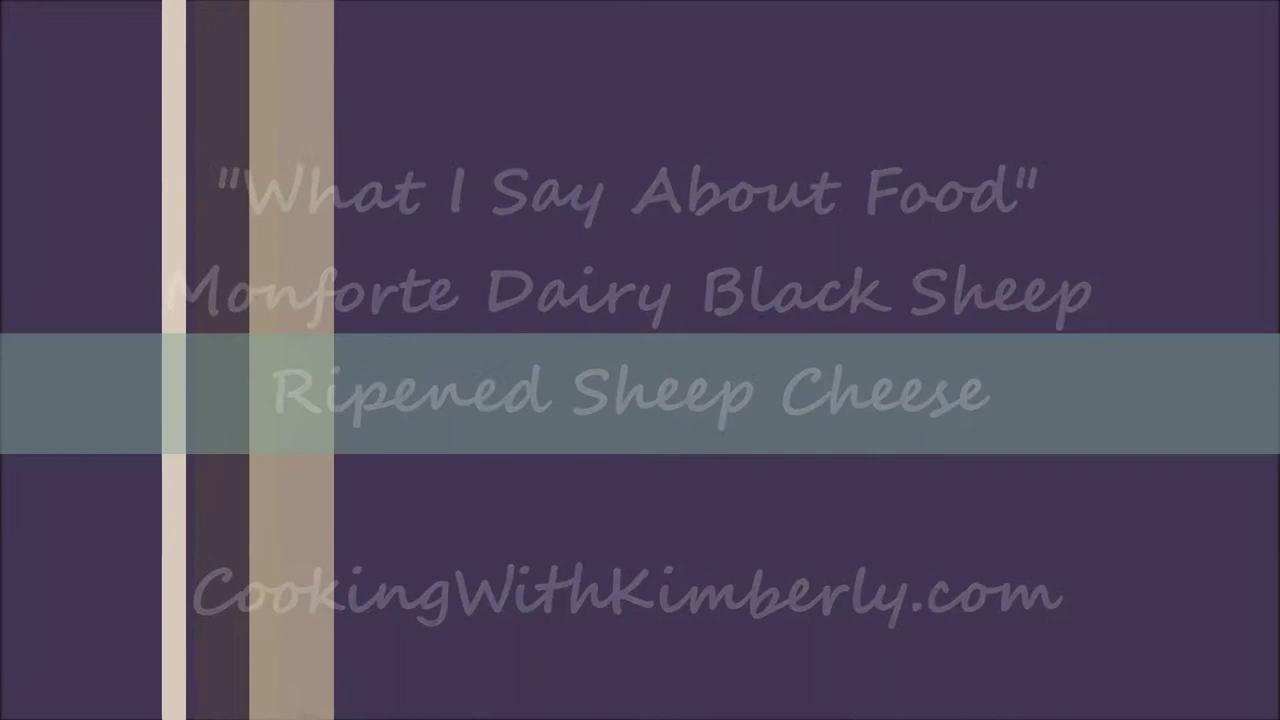 "What I Say About Food"
Monforte Dairy Black Sheep
Ripened Sheep Cheese
CookingWithKimberly.com